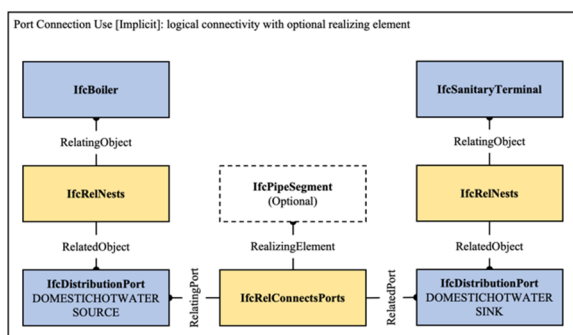 Port Connection Use [Implicit]: logical connectivity with optional realizing element
IfcBoiler
IfcSanitaryTerminal
RelatingObject
RelatingObject
IfcRelNests
IfcPipeSegment
(Optional)
IfcRelNests
RelatedObject
RealizingElement
RelatedObject
IfcDistributionPort
DOMESTICHOTWATER
SOURCE
RelatingPort
IfcRelConnectsPorts
RelatedPort
IfcDistributionPort
DOMESTICHOTWATER
SINK